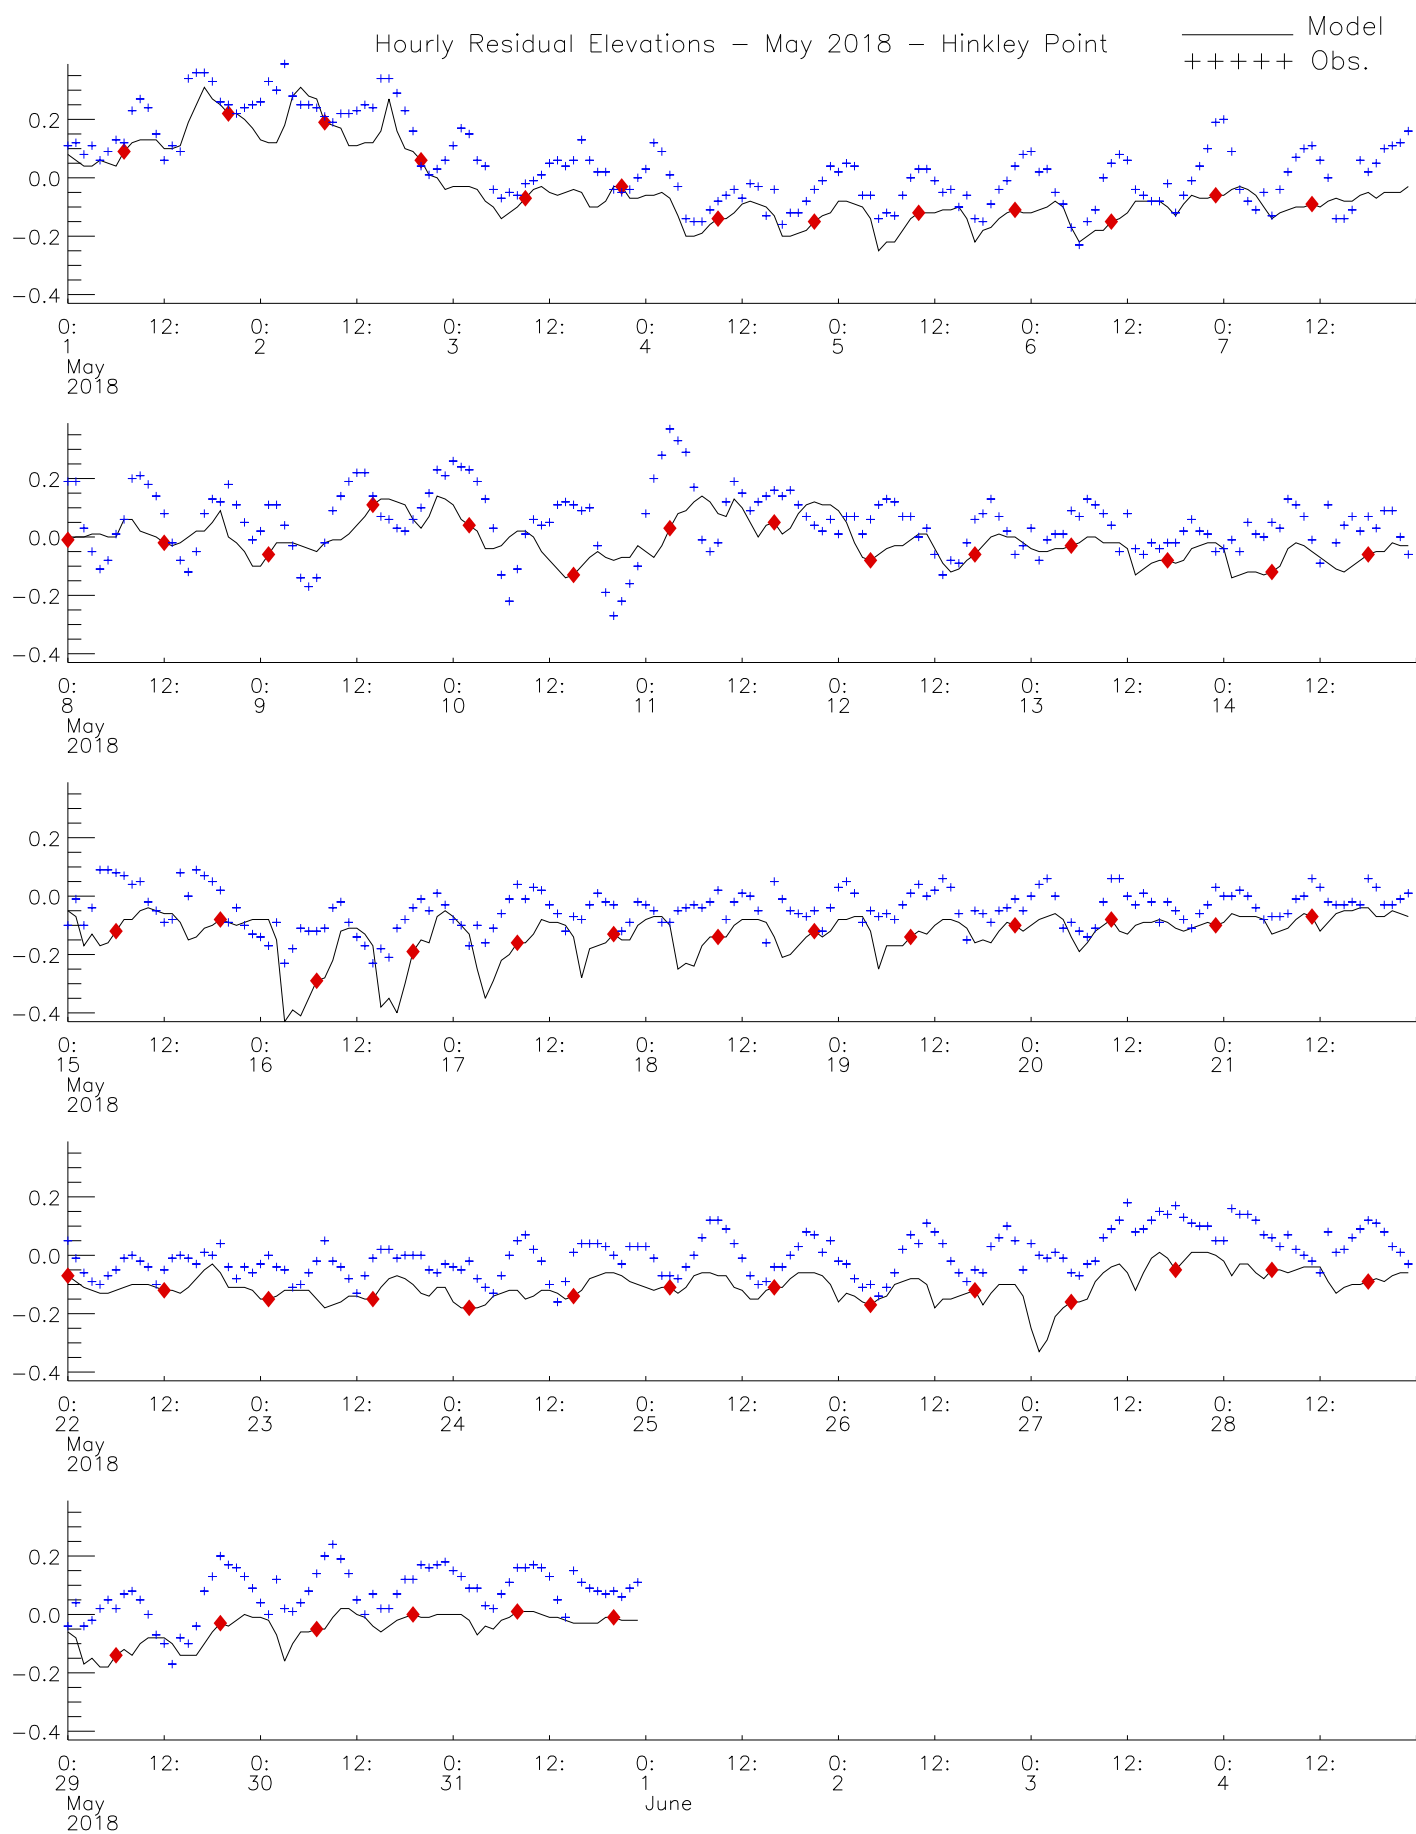 Hourly Residual Elevations − May 2018 − Hinkley Point
Model
+++++ Obs.
0.2
0.0
−0.2
−0.4
0: 12: 0: 12: 0: 12: 0: 12: 0: 12: 0: 12: 0: 12:
1 2 3 4 5 6 7
May
2018
0.2
0.0
−0.2
−0.4
0: 12: 0: 12: 0: 12: 0: 12: 0: 12: 0: 12: 0: 12:
8 9 10 11 12 13 14
May
2018
0.2
0.0
−0.2
−0.4
0: 12: 0: 12: 0: 12: 0: 12: 0: 12: 0: 12: 0: 12:
15 16 17 18 19 20 21
May
2018
0.2
0.0
−0.2
−0.4
0: 12: 0: 12: 0: 12: 0: 12: 0: 12: 0: 12: 0: 12:
22 23 24 25 26 27 28
May
2018
0.2
0.0
−0.2
−0.4
0: 12: 0: 12: 0: 12: 0: 12: 0: 12: 0: 12: 0: 12:
29 30 31 1 2 3 4
May June
2018